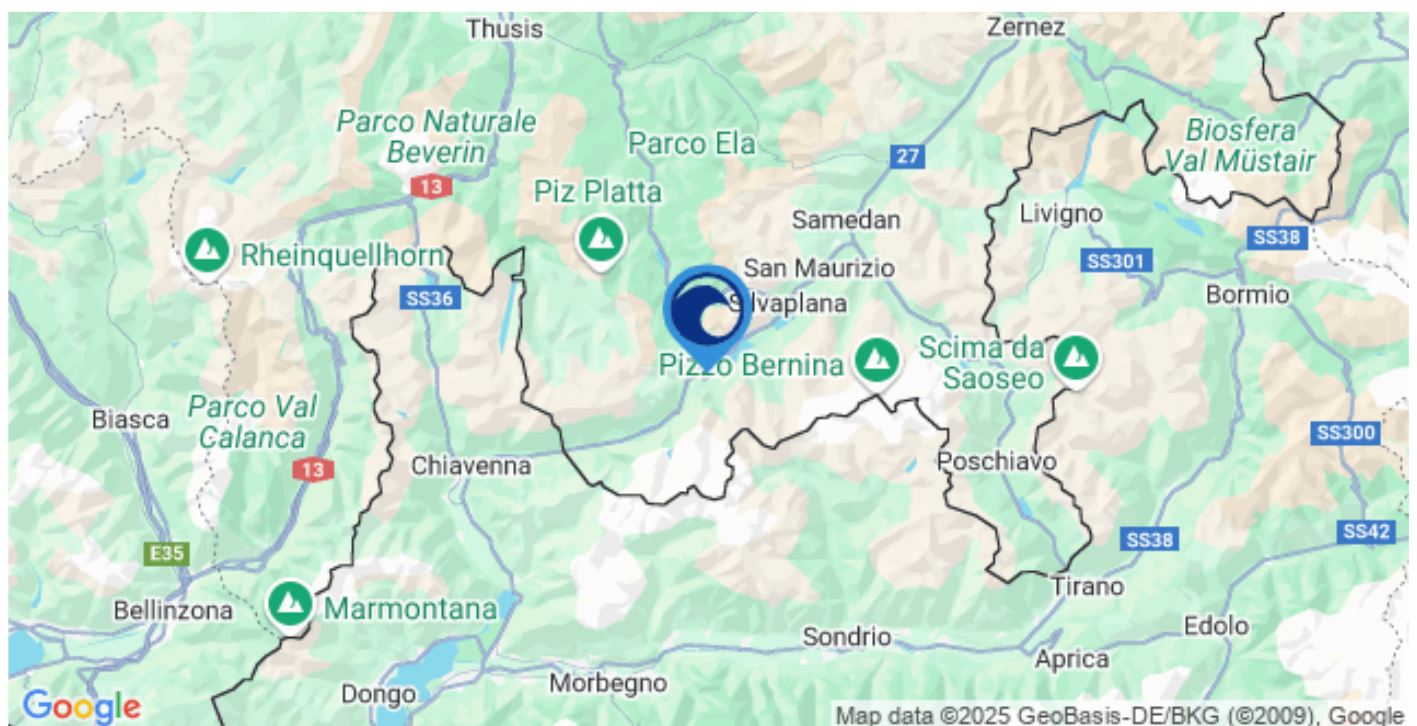 Thusis
Zernez
Parco Naturale
Beverin
Parco Ela
Biosfera
Val Müstair
27
13
Piz Platta
Samedan
Livigno
SS38
Rheinquellhorn
San Maurizio
SS301
SS36
Silvaplana
Bormio
Pizzo Bernina
Scima da
Saoseo
Biasca
Parco Val
Calanca
SS300
13
Chiavenna
Poschiavo
E35
SS38
SS42
Tirano
Bellinzona
Marmontana
Sondrio
Edolo
Aprica
Dongo
Morbegno
Google
Map data ©2025 GeoBasis-DE/BKG (©2009), Google